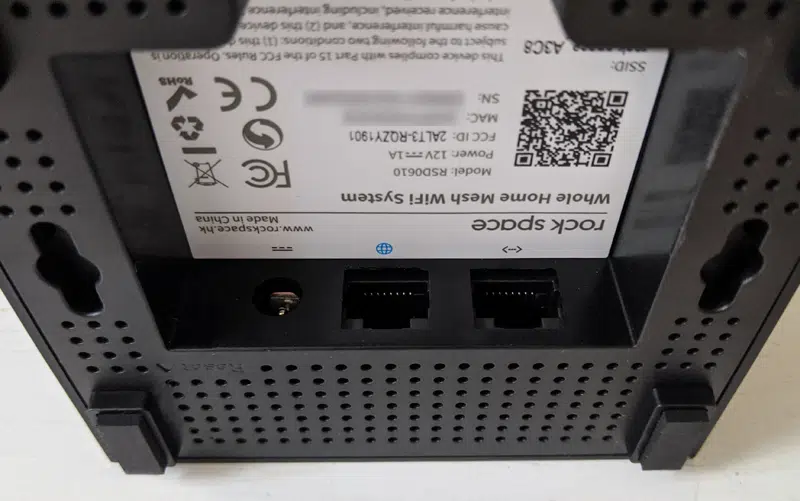 rock space
www.rockspace.hk
Made in China
Whole Home Mesh WiFi System
Model: RSD0610
Power: 12V⎓1A
FCC ID: 2ALT3-RQZY1901
MAC:
SN:
FC
CE
RoHS
SSID:
A3C8
This device complies with Part 15 of the FCC Rules. Operation is
subject to the following two conditions: (1) this
cause harmful interference, and (2) this device
interference received, including interference
Reset